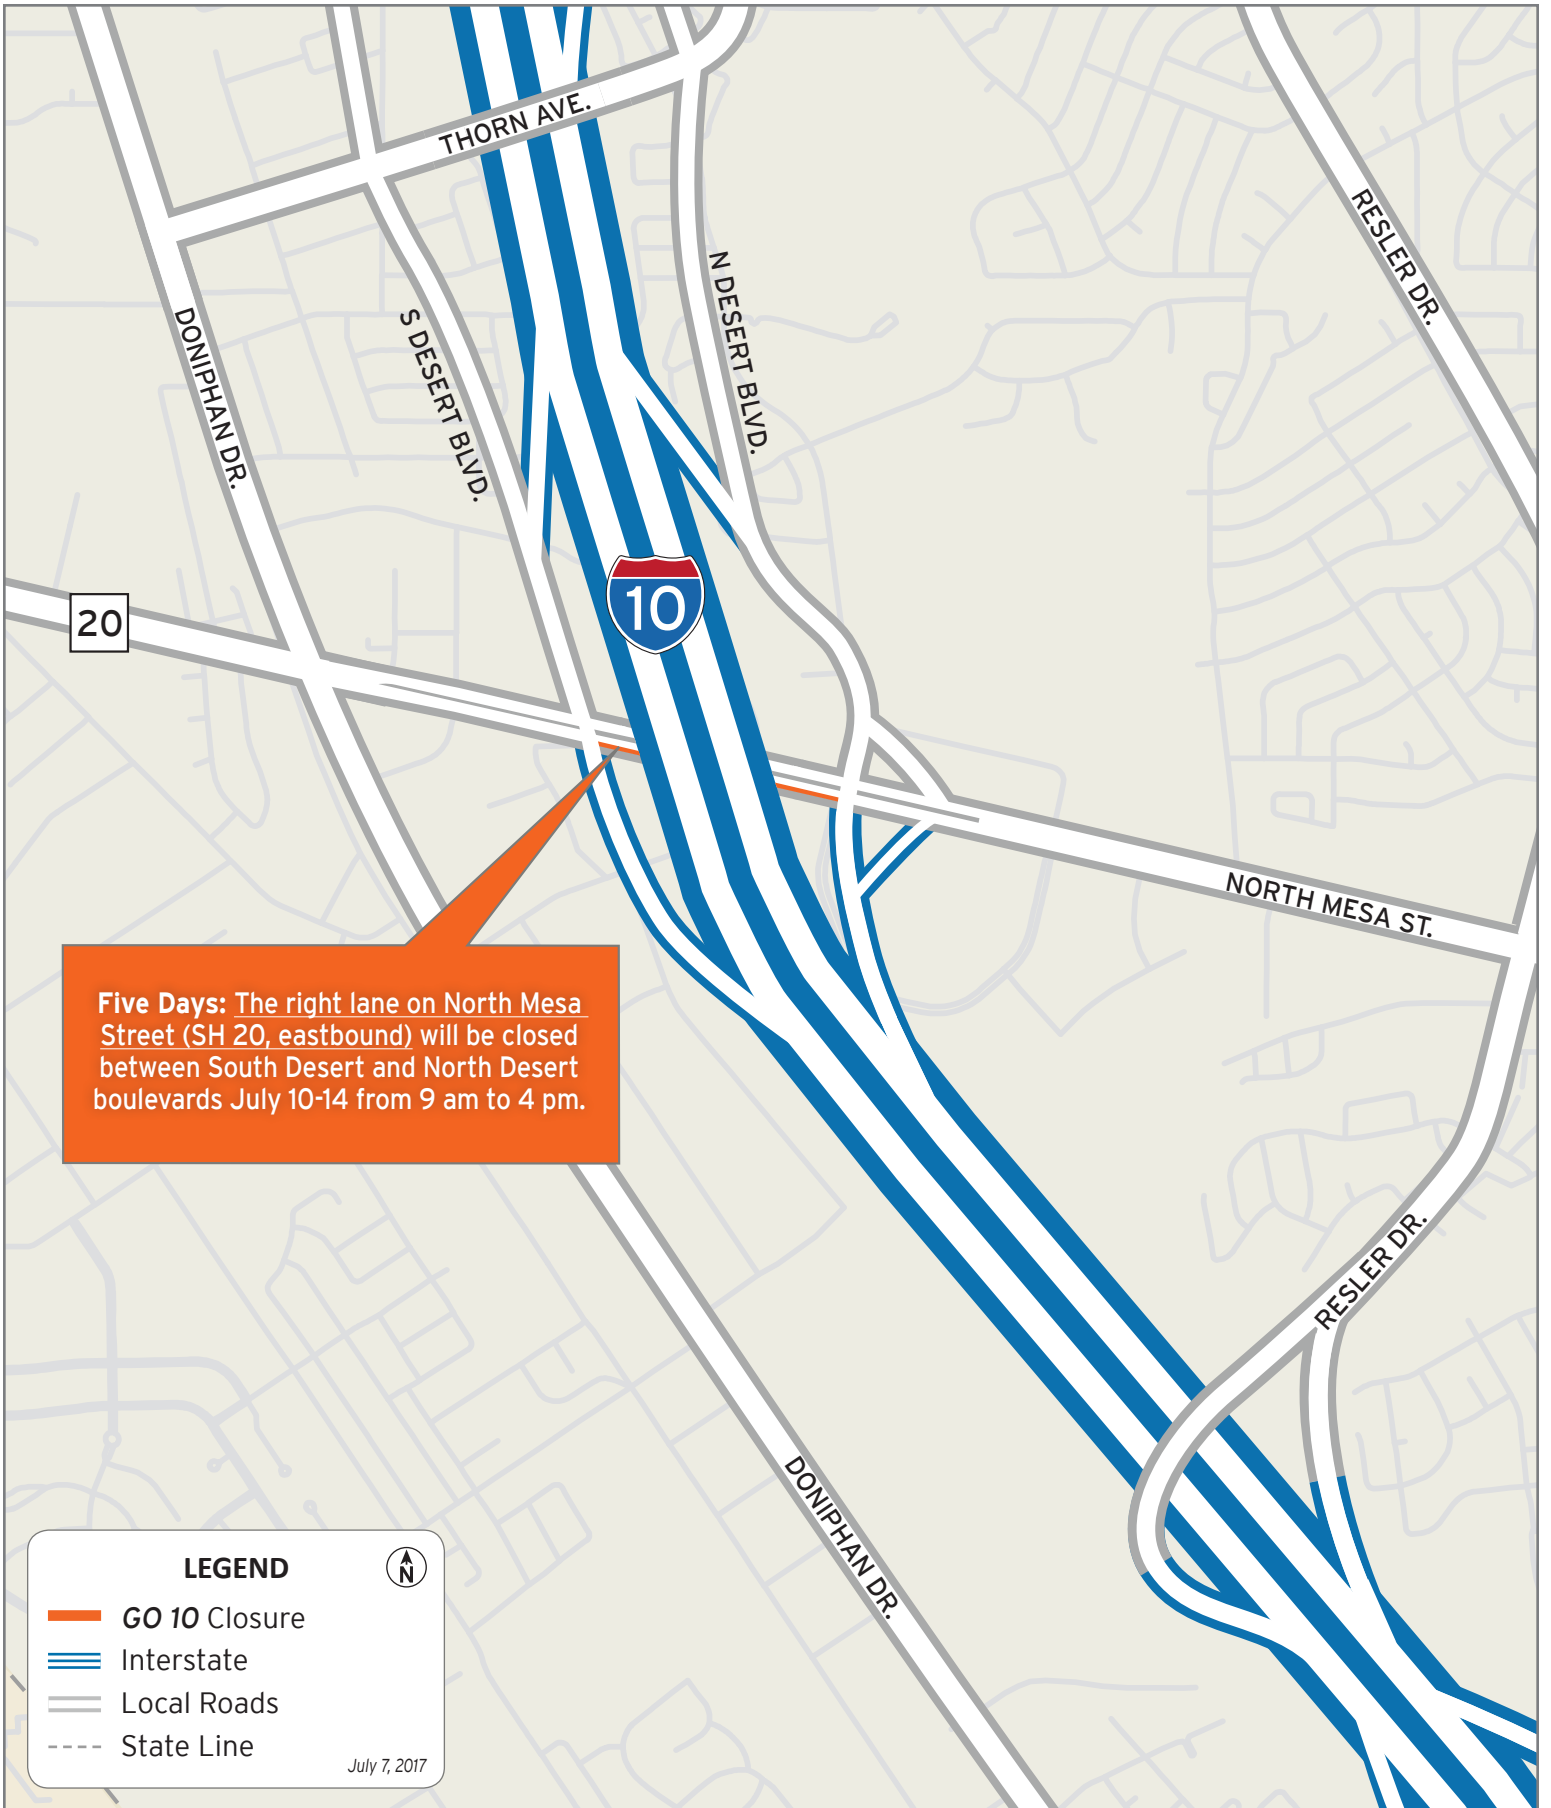 THORN AVE.
RESLER DR.
N DESERT BLVD.
S DESERT BLVD.
DONIPHAN DR.
10
20
NORTH MESA ST.
Five Days: The right lane on North Mesa
Street (SH 20, eastbound) will be closed
between South Desert and North Desert
boulevards July 10-14 from 9 am to 4 pm.
RESLER DR.
DONIPHAN DR.
LEGEND
N
GO 10 Closure
Interstate
Local Roads
State Line
July 7, 2017